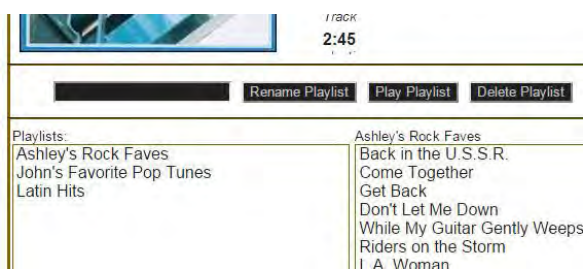 Track
2:45
Rename Playlist Play Playlist Delete Playlist
Playlists:
Ashley's Rock Faves
John's Favorite Pop Tunes
Latin Hits
Ashley's Rock Faves
Back in the U.S.S.R.
Come Together
Get Back
Don't Let Me Down
While My Guitar Gently Weeps
Riders on the Storm
L.A. Woman